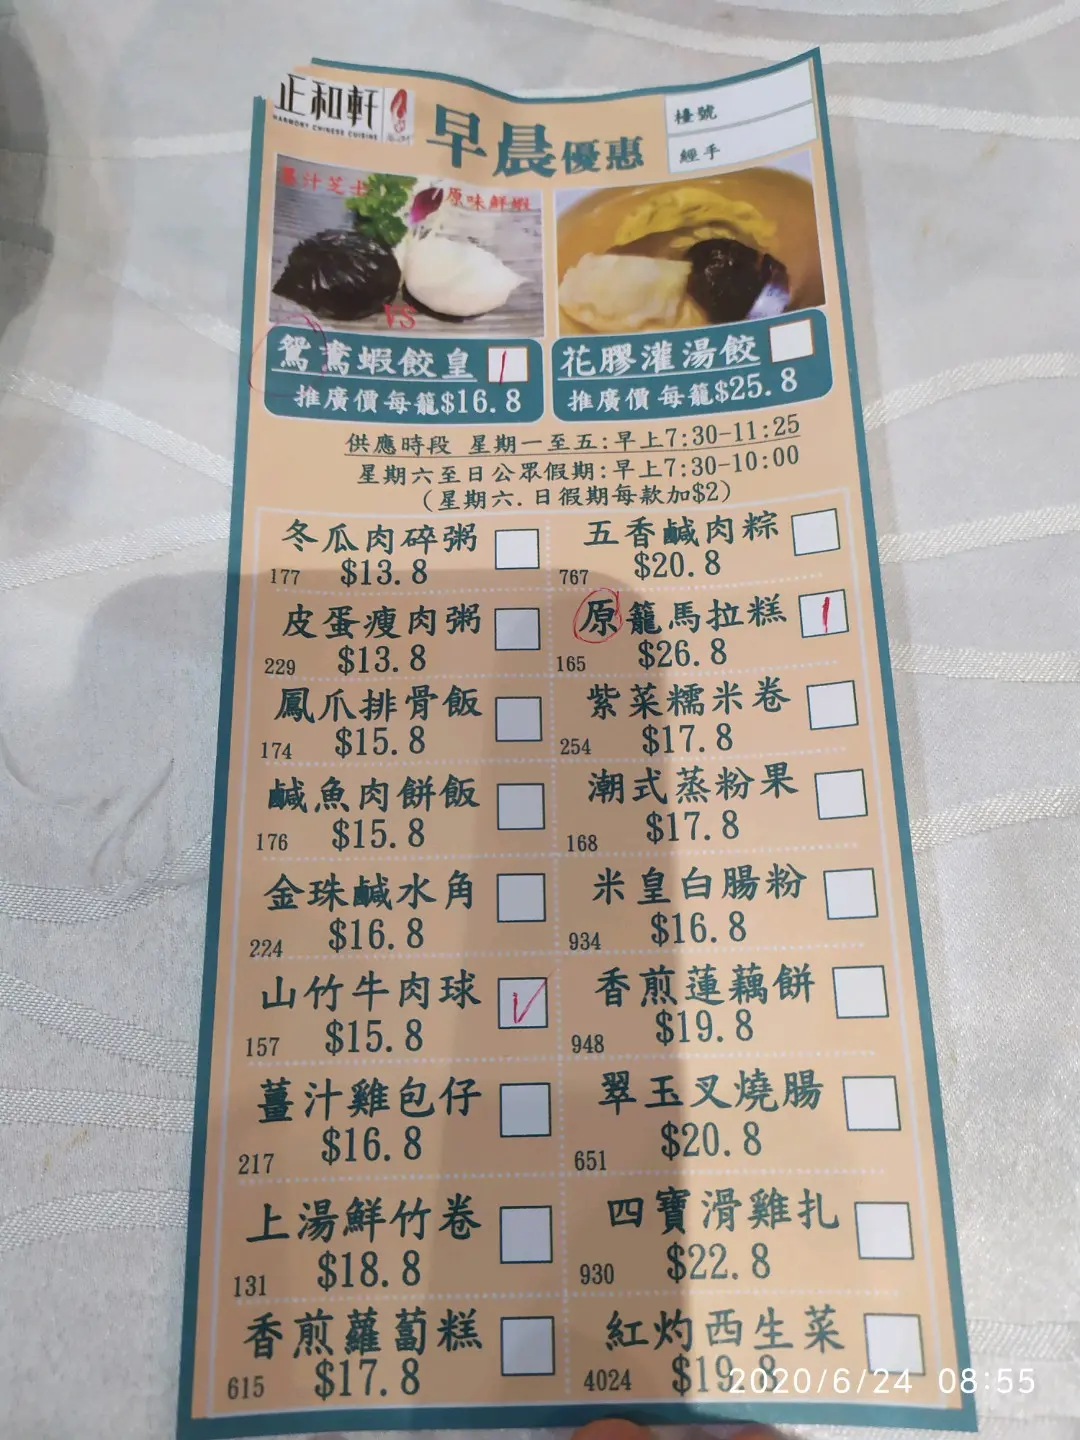 正和軒
HARMONY CHINESE CUISINE
早晨優惠
檯號
經手
薑汁芝士
原味鮮蝦
VS
鴛鴦蝦餃皇
推廣價每籠$16.8
花膠灌湯餃
推廣價每籠$25.8
供應時段 星期一至五:早上7:30-11:25
星期六至日公眾假期:早上7:30-10:00
(星期六.日假期每款加$2)
冬瓜肉碎粥
177 $13.8
五香鹹肉粽
767 $20.8
皮蛋瘦肉粥
229 $13.8
原籠馬拉糕
165 $26.8
鳳爪排骨飯
174 $15.8
紫菜糯米卷
254 $17.8
鹹魚肉餅飯
176 $15.8
潮式蒸粉果
168 $17.8
金珠鹹水角
224 $16.8
米皇白腸粉
934 $16.8
山竹牛肉球
157 $15.8
香煎蓮藕餅
948 $19.8
薑汁雞包仔
217 $16.8
翠玉叉燒腸
651 $20.8
上湯鮮竹卷
131 $18.8
四寶滑雞扎
930 $22.8
香煎蘿蔔糕
615 $17.8
紅灼西生菜
4024 $19.8
2020/6/24 08:55